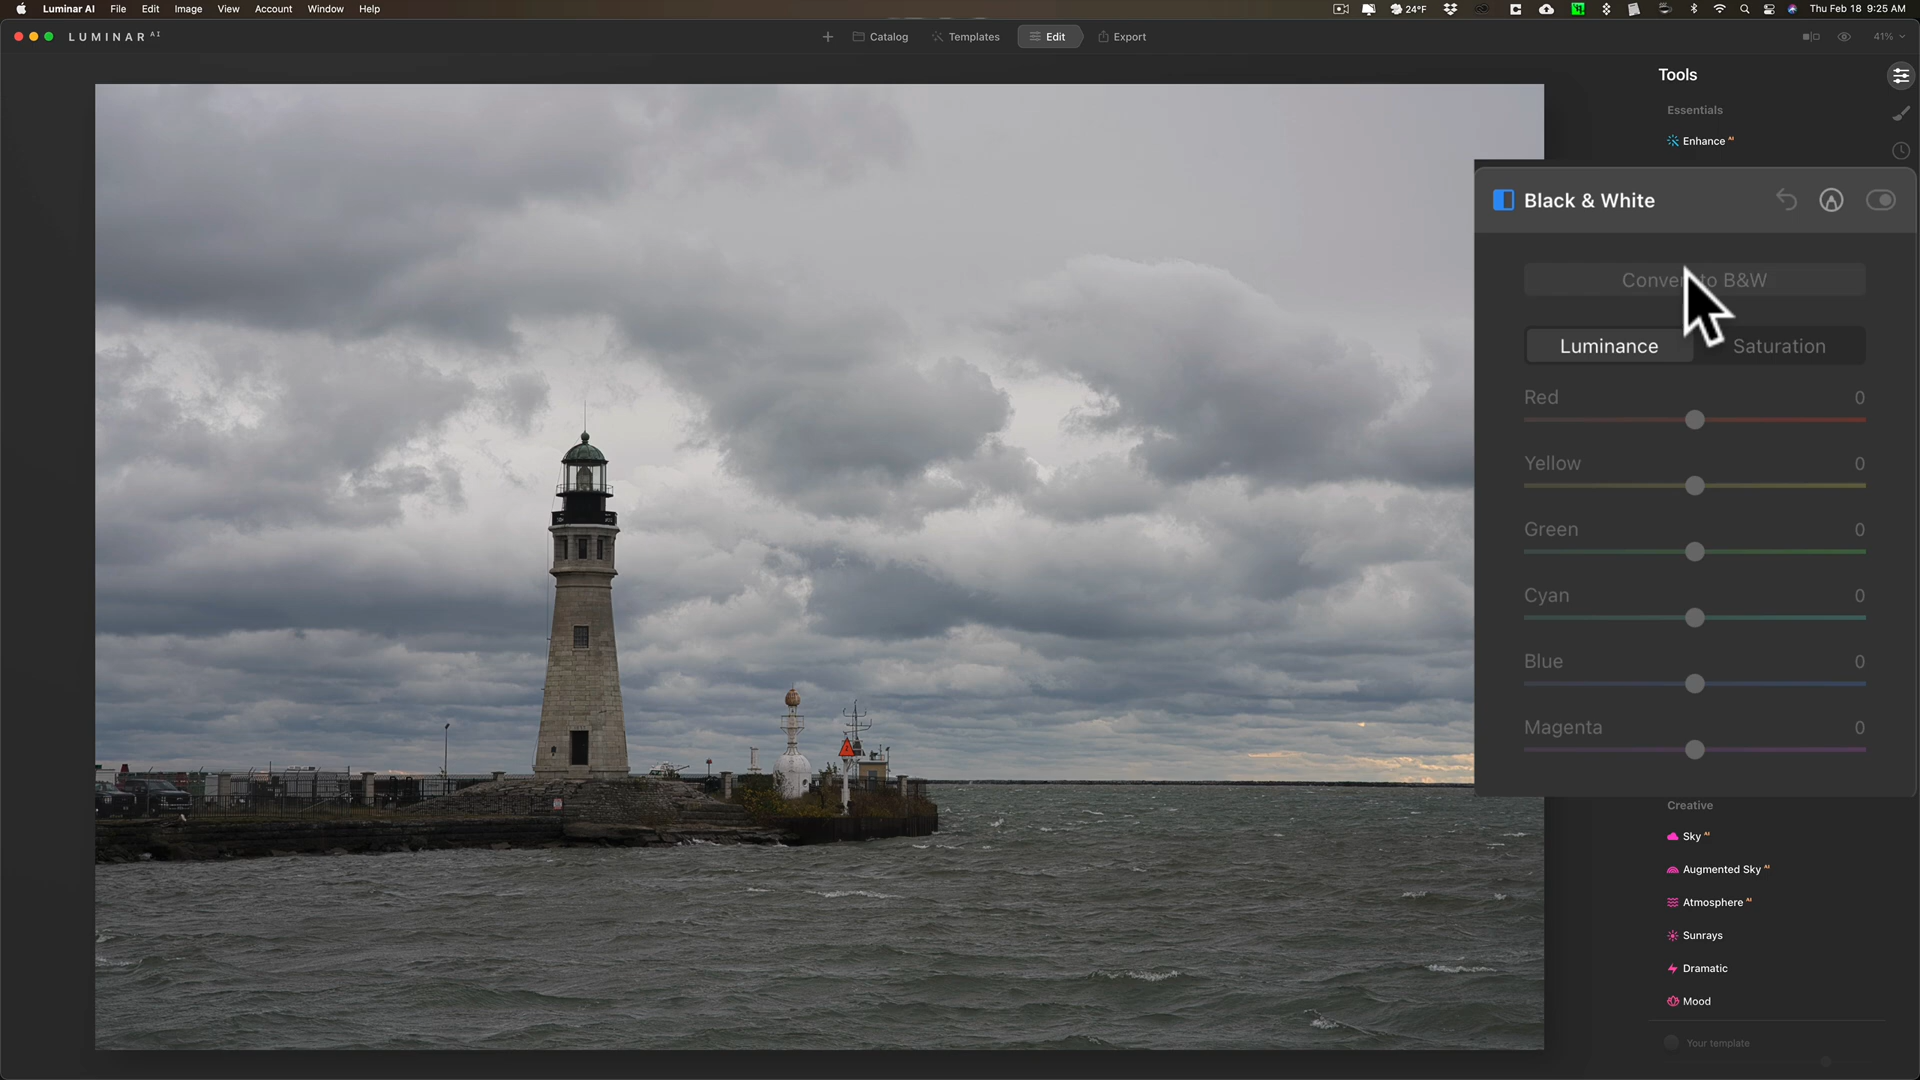 Luminar AI File Edit Image View Account Window Help 24°F Thu Feb 18 9:25 AM
LUMINAR AI + Catalog Templates Edit Export 41%
Tools
Essentials
Enhance AI
Black & White
Convert to B&W
Luminance Saturation
Red 0
Yellow 0
Green 0
Cyan 0
Blue 0
Magenta 0
Creative
Sky AI
Augmented Sky AI
Atmosphere AI
Sunrays
Dramatic
Mood
Your template